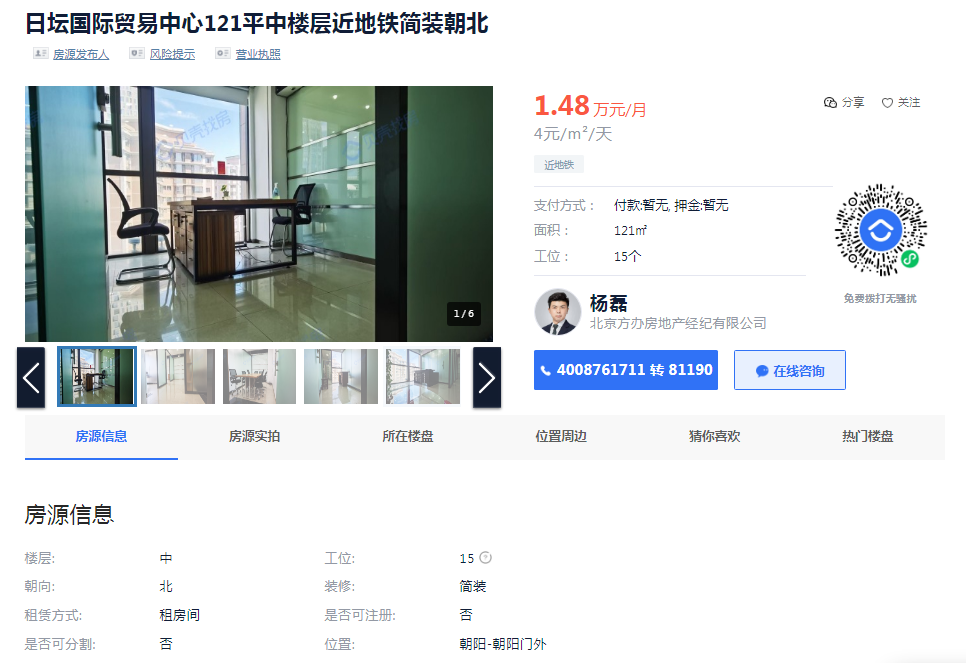 日坛国际贸易中心121平中楼层近地铁简装朝北
房源发布人 风险提示 营业执照
1.48 万元/月
分享 关注
4元/m²/天
近地铁
支付方式： 付款:暂无, 押金:暂无
面积： 121㎡
工位： 15个
免费拨打无骚扰
杨磊
北京方办房地产经纪有限公司
1/6
4008761711 转 81190
在线咨询
房源信息 房源实拍 所在楼盘 位置周边 猜你喜欢 热门楼盘
房源信息
楼层: 中 工位: 15
朝向: 北 装修: 简装
租赁方式: 租房间 是否可注册: 否
是否可分割: 否 位置: 朝阳-朝阳门外